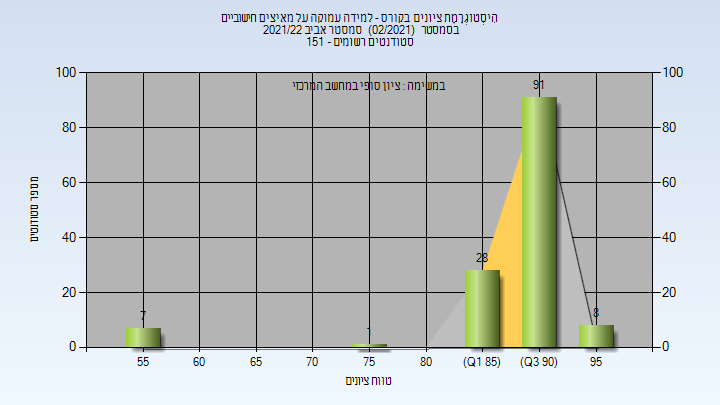 היסטוגרמת ציונים בקורס - למידה עמוקה על מאיצים חישוביים
בסמסטר (02/2021) סמסטר אביב 2021/22
סטודנטים רשומים - 151
במשימה : ציון סופי במחשב המרכזי
100 100
80 80
60 60
40 40
20 20
0 0
מספר סטודנטים
7 1 28 91 8
55 60 65 70 75 80 (Q1 85) (Q3 90) 95
טווח ציונים